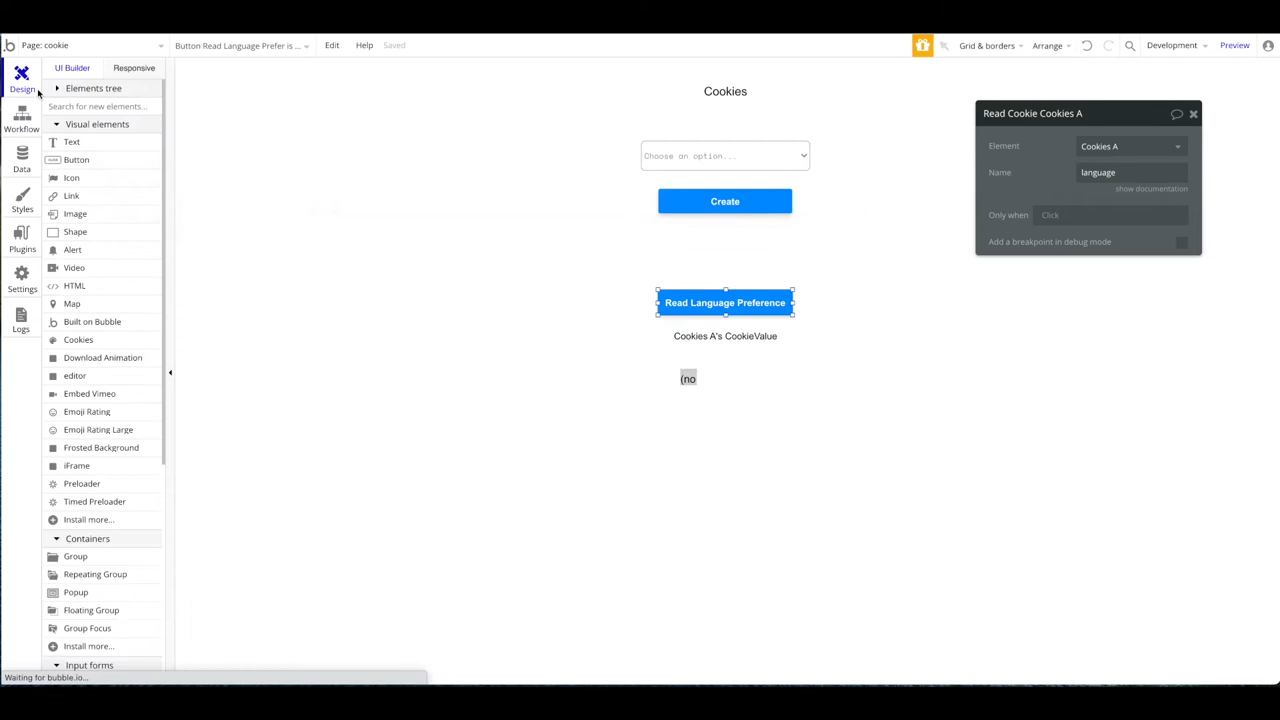 Page: cookie
Button Read Language Prefer is ...
Edit
Help
Saved
Grid & borders
Arrange
Development
Preview
Design
Workflow
Data
Styles
Plugins
Settings
Logs
UI Builder
Responsive
Elements tree
Search for new elements...
Visual elements
Text
Button
Icon
Link
Image
Shape
Alert
Video
HTML
Map
Built on Bubble
Cookies
Download Animation
editor
Embed Vimeo
Emoji Rating
Emoji Rating Large
Frosted Background
iFrame
Preloader
Timed Preloader
Install more...
Containers
Group
Repeating Group
Popup
Floating Group
Group Focus
Install more...
Input forms
Waiting for bubble.io...
Cookies
Choose an option...
Create
Read Language Preference
Cookies A's CookieValue
(no
Read Cookie Cookies A
Element
Cookies A
Name
language
show documentation
Only when
Click
Add a breakpoint in debug mode